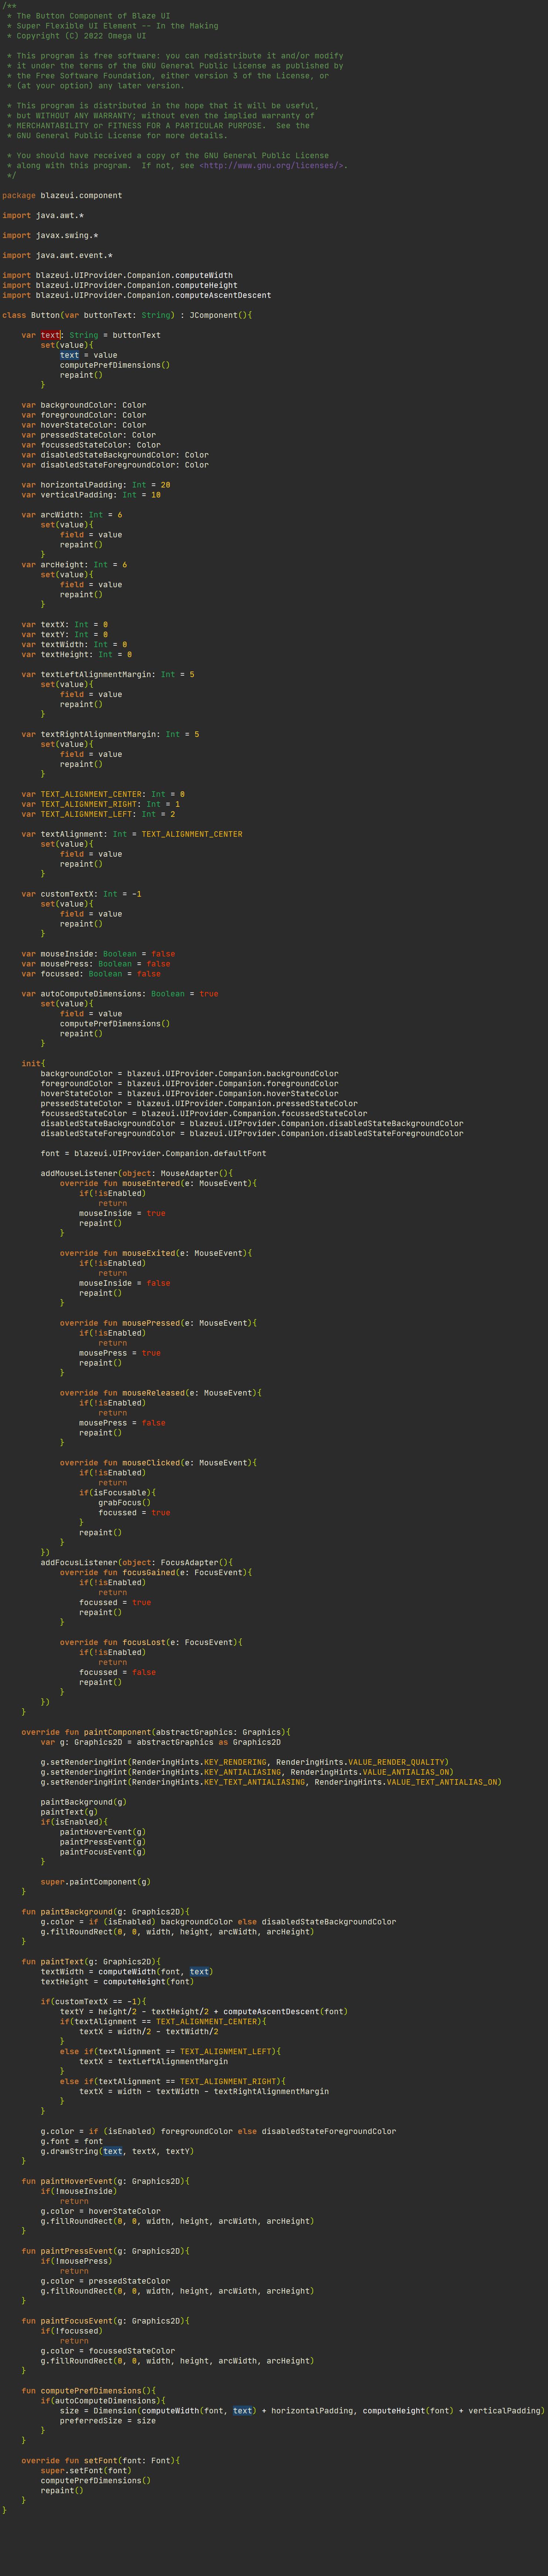 /**
 * The Button Component of Blaze UI
 * Super Flexible UI Element -- In the Making
 * Copyright (C) 2022 Omega UI

 * This program is free software: you can redistribute it and/or modify
 * it under the terms of the GNU General Public License as published by
 * the Free Software Foundation, either version 3 of the License, or
 * (at your option) any later version.

 * This program is distributed in the hope that it will be useful,
 * but WITHOUT ANY WARRANTY; without even the implied warranty of
 * MERCHANTABILITY or FITNESS FOR A PARTICULAR PURPOSE.  See the
 * GNU General Public License for more details.

 * You should have received a copy of the GNU General Public License
 * along with this program.  If not, see <http://www.gnu.org/licenses/>.
 */

package blazeui.component

import java.awt.*

import javax.swing.*

import java.awt.event.*

import blazeui.UIProvider.Companion.computeWidth
import blazeui.UIProvider.Companion.computeHeight
import blazeui.UIProvider.Companion.computeAscentDescent

class Button(var buttonText: String) : JComponent(){

    var text: String = buttonText
        set(value){
            text = value
            computePrefDimensions()
            repaint()
        }

    var backgroundColor: Color
    var foregroundColor: Color
    var hoverStateColor: Color
    var pressedStateColor: Color
    var focussedStateColor: Color
    var disabledStateBackgroundColor: Color
    var disabledStateForegroundColor: Color

    var horizontalPadding: Int = 20
    var verticalPadding: Int = 10

    var arcWidth: Int = 6
        set(value){
            field = value
            repaint()
        }
    var arcHeight: Int = 6
        set(value){
            field = value
            repaint()
        }

    var textX: Int = 0
    var textY: Int = 0
    var textWidth: Int = 0
    var textHeight: Int = 0

    var textLeftAlignmentMargin: Int = 5
        set(value){
            field = value
            repaint()
        }

    var textRightAlignmentMargin: Int = 5
        set(value){
            field = value
            repaint()
        }

    var TEXT_ALIGNMENT_CENTER: Int = 0
    var TEXT_ALIGNMENT_RIGHT: Int = 1
    var TEXT_ALIGNMENT_LEFT: Int = 2

    var textAlignment: Int = TEXT_ALIGNMENT_CENTER
        set(value){
            field = value
            repaint()
        }

    var customTextX: Int = -1
        set(value){
            field = value
            repaint()
        }

    var mouseInside: Boolean = false
    var mousePress: Boolean = false
    var focussed: Boolean = false

    var autoComputeDimensions: Boolean = true
        set(value){
            field = value
            computePrefDimensions()
            repaint()
        }

    init{
        backgroundColor = blazeui.UIProvider.Companion.backgroundColor
        foregroundColor = blazeui.UIProvider.Companion.foregroundColor
        hoverStateColor = blazeui.UIProvider.Companion.hoverStateColor
        pressedStateColor = blazeui.UIProvider.Companion.pressedStateColor
        focussedStateColor = blazeui.UIProvider.Companion.focussedStateColor
        disabledStateBackgroundColor = blazeui.UIProvider.Companion.disabledStateBackgroundColor
        disabledStateForegroundColor = blazeui.UIProvider.Companion.disabledStateForegroundColor

        font = blazeui.UIProvider.Companion.defaultFont

        addMouseListener(object: MouseAdapter(){
            override fun mouseEntered(e: MouseEvent){
                if(!isEnabled)
                    return
                mouseInside = true
                repaint()
            }

            override fun mouseExited(e: MouseEvent){
                if(!isEnabled)
                    return
                mouseInside = false
                repaint()
            }

            override fun mousePressed(e: MouseEvent){
                if(!isEnabled)
                    return
                mousePress = true
                repaint()
            }

            override fun mouseReleased(e: MouseEvent){
                if(!isEnabled)
                    return
                mousePress = false
                repaint()
            }

            override fun mouseClicked(e: MouseEvent){
                if(!isEnabled)
                    return
                if(isFocusable){
                    grabFocus()
                    focussed = true
                }
                repaint()
            }
        })
        addFocusListener(object: FocusAdapter(){
            override fun focusGained(e: FocusEvent){
                if(!isEnabled)
                    return
                focussed = true
                repaint()
            }

            override fun focusLost(e: FocusEvent){
                if(!isEnabled)
                    return
                focussed = false
                repaint()
            }
        })
    }

    override fun paintComponent(abstractGraphics: Graphics){
        var g: Graphics2D = abstractGraphics as Graphics2D

        g.setRenderingHint(RenderingHints.KEY_RENDERING, RenderingHints.VALUE_RENDER_QUALITY)
        g.setRenderingHint(RenderingHints.KEY_ANTIALIASING, RenderingHints.VALUE_ANTIALIAS_ON)
        g.setRenderingHint(RenderingHints.KEY_TEXT_ANTIALIASING, RenderingHints.VALUE_TEXT_ANTIALIAS_ON)

        paintBackground(g)
        paintText(g)
        if(isEnabled){
            paintHoverEvent(g)
            paintPressEvent(g)
            paintFocusEvent(g)
        }

        super.paintComponent(g)
    }

    fun paintBackground(g: Graphics2D){
        g.color = if (isEnabled) backgroundColor else disabledStateBackgroundColor
        g.fillRoundRect(0, 0, width, height, arcWidth, arcHeight)
    }

    fun paintText(g: Graphics2D){
        textWidth = computeWidth(font, text)
        textHeight = computeHeight(font)

        if(customTextX == -1){
            textY = height/2 - textHeight/2 + computeAscentDescent(font)
            if(textAlignment == TEXT_ALIGNMENT_CENTER){
                textX = width/2 - textWidth/2
            }
            else if(textAlignment == TEXT_ALIGNMENT_LEFT){
                textX = textLeftAlignmentMargin
            }
            else if(textAlignment == TEXT_ALIGNMENT_RIGHT){
                textX = width - textWidth - textRightAlignmentMargin
            }
        }

        g.color = if (isEnabled) foregroundColor else disabledStateForegroundColor
        g.font = font
        g.drawString(text, textX, textY)
    }

    fun paintHoverEvent(g: Graphics2D){
        if(!mouseInside)
            return
        g.color = hoverStateColor
        g.fillRoundRect(0, 0, width, height, arcWidth, arcHeight)
    }

    fun paintPressEvent(g: Graphics2D){
        if(!mousePress)
            return
        g.color = pressedStateColor
        g.fillRoundRect(0, 0, width, height, arcWidth, arcHeight)
    }

    fun paintFocusEvent(g: Graphics2D){
        if(!focussed)
            return
        g.color = focussedStateColor
        g.fillRoundRect(0, 0, width, height, arcWidth, arcHeight)
    }

    fun computePrefDimensions(){
        if(autoComputeDimensions){
            size = Dimension(computeWidth(font, text) + horizontalPadding, computeHeight(font) + verticalPadding)
            preferredSize = size
        }
    }

    override fun setFont(font: Font){
        super.setFont(font)
        computePrefDimensions()
        repaint()
    }
}